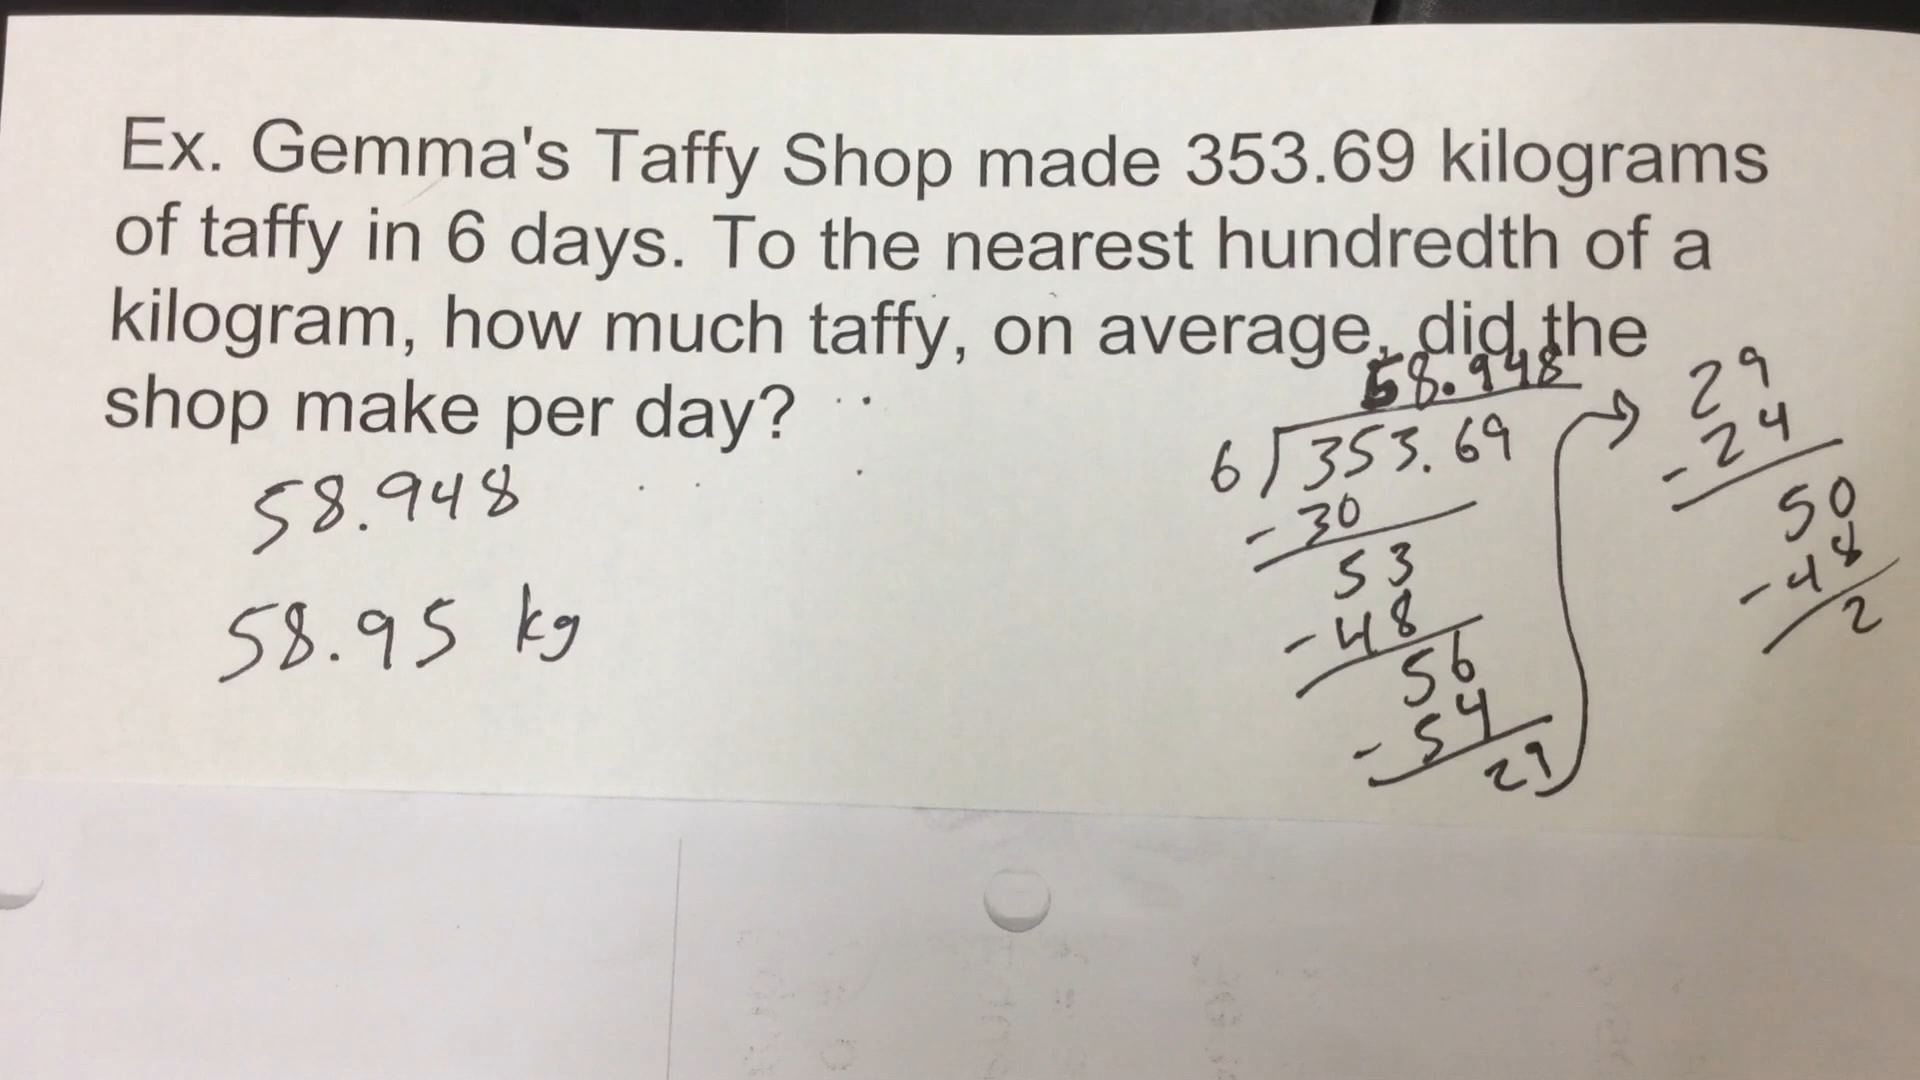 Ex. Gemma's Taffy Shop made 353.69 kilograms
of taffy in 6 days. To the nearest hundredth of a
kilogram, how much taffy, on average, did the
shop make per day?
58.948
58.95 kg
58.948
6 353.69
- 30
53
- 48
56
- 54
29
29
- 24
50
- 48
2